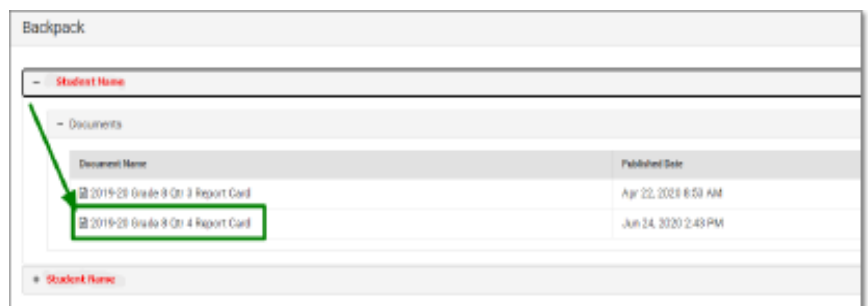 Backpack
− Student Name
− Documents
Document Name Published Date
2019-20 Grade 8 Qtr 3 Report Card Apr 22, 2020 8:53 AM
2019-20 Grade 8 Qtr 4 Report Card Jun 24, 2020 2:43 PM
+ Student Name